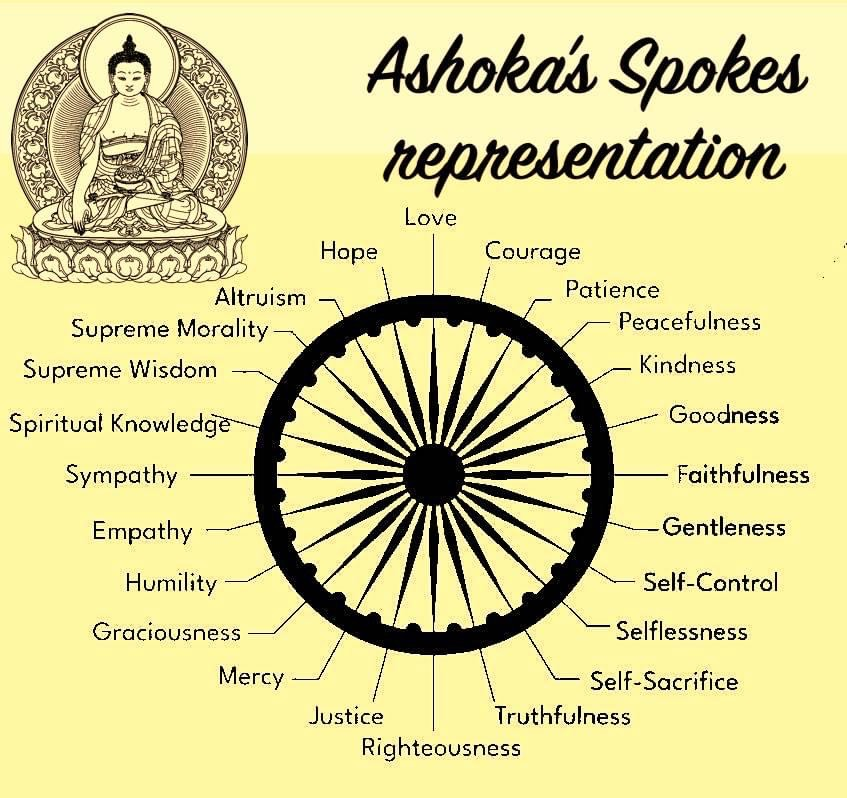 Ashoka's Spokes
representation
Love
Courage
Patience
Peacefulness
Kindness
Goodness
Faithfulness
Gentleness
Self-Control
Selflessness
Self-Sacrifice
Truthfulness
Righteousness
Justice
Mercy
Graciousness
Humility
Empathy
Sympathy
Spiritual Knowledge
Supreme Wisdom
Supreme Morality
Altruism
Hope